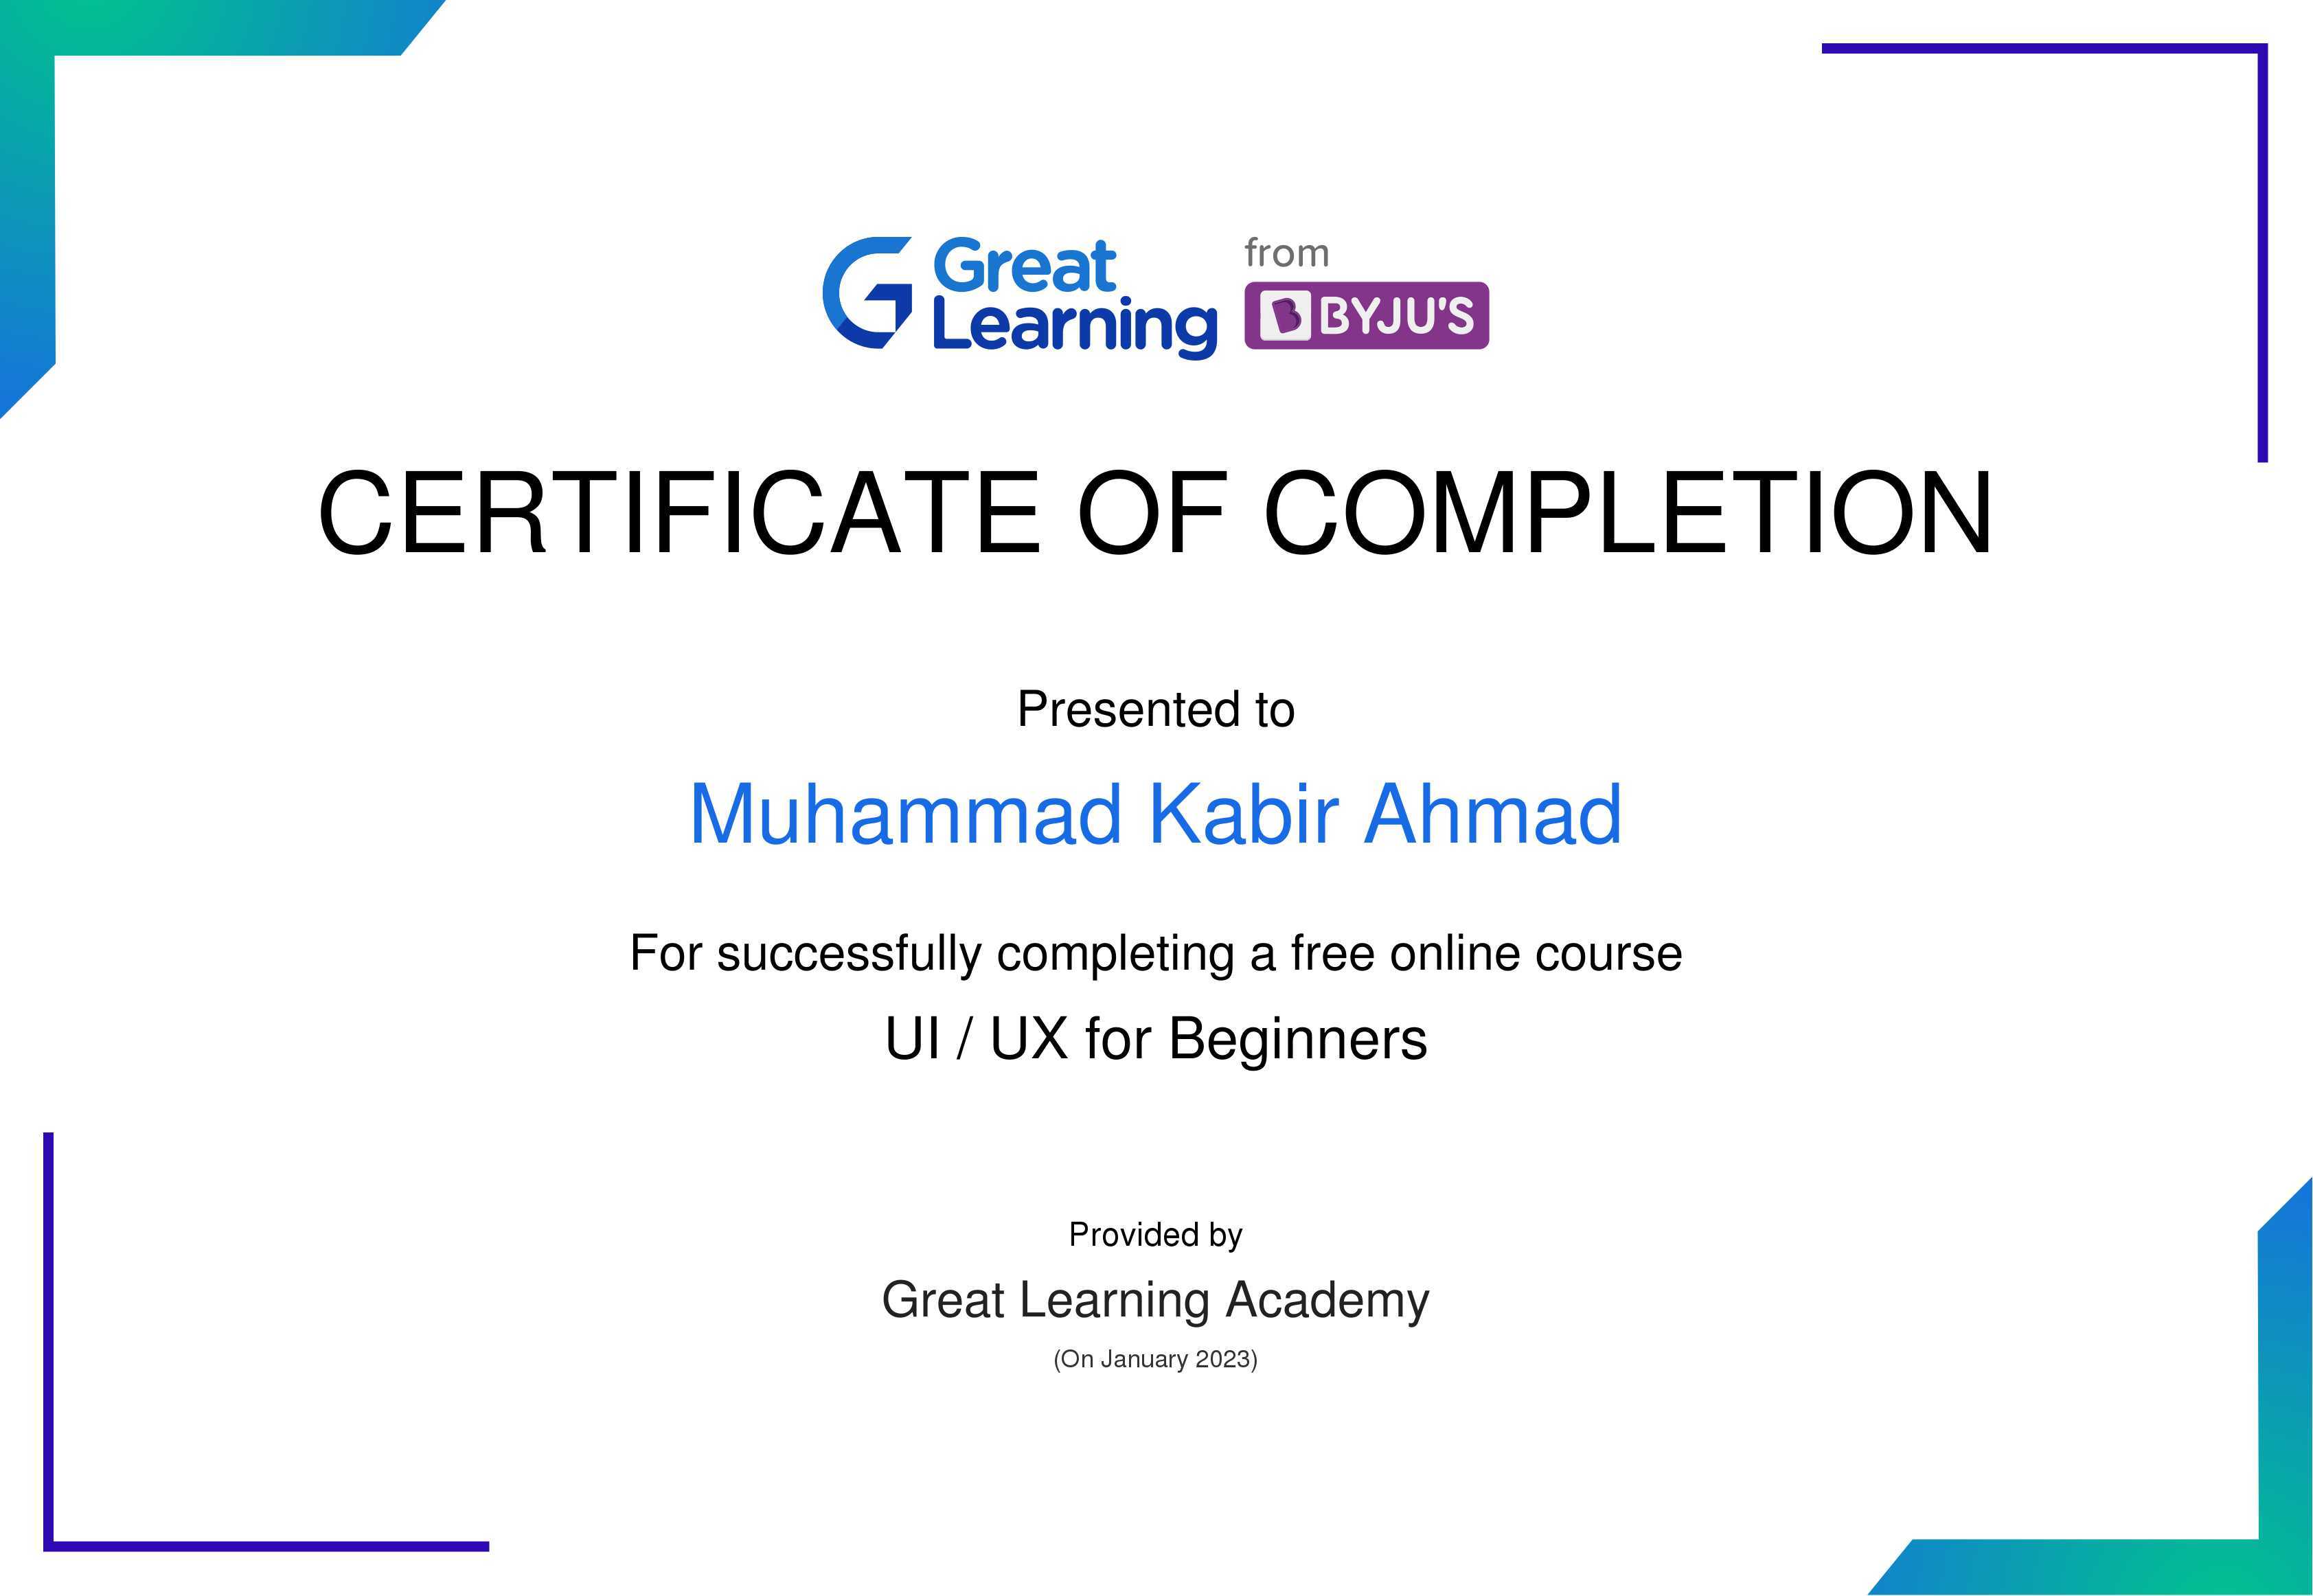 Great
Learning
from
BYJU'S
CERTIFICATE OF COMPLETION
Presented to
Muhammad Kabir Ahmad
For successfully completing a free online course
UI / UX for Beginners
Provided by
Great Learning Academy
(On January 2023)